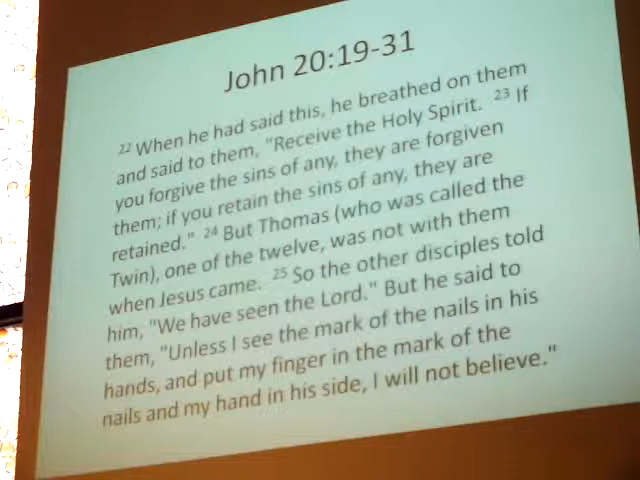 John 20:19-31
22 When he had said this, he breathed on them
and said to them, "Receive the Holy Spirit. 23 If
you forgive the sins of any, they are forgiven
them; if you retain the sins of any, they are
retained." 24 But Thomas (who was called the
Twin), one of the twelve, was not with them
when Jesus came. 25 So the other disciples told
him, "We have seen the Lord." But he said to
them, "Unless I see the mark of the nails in his
hands, and put my finger in the mark of the
nails and my hand in his side, I will not believe."